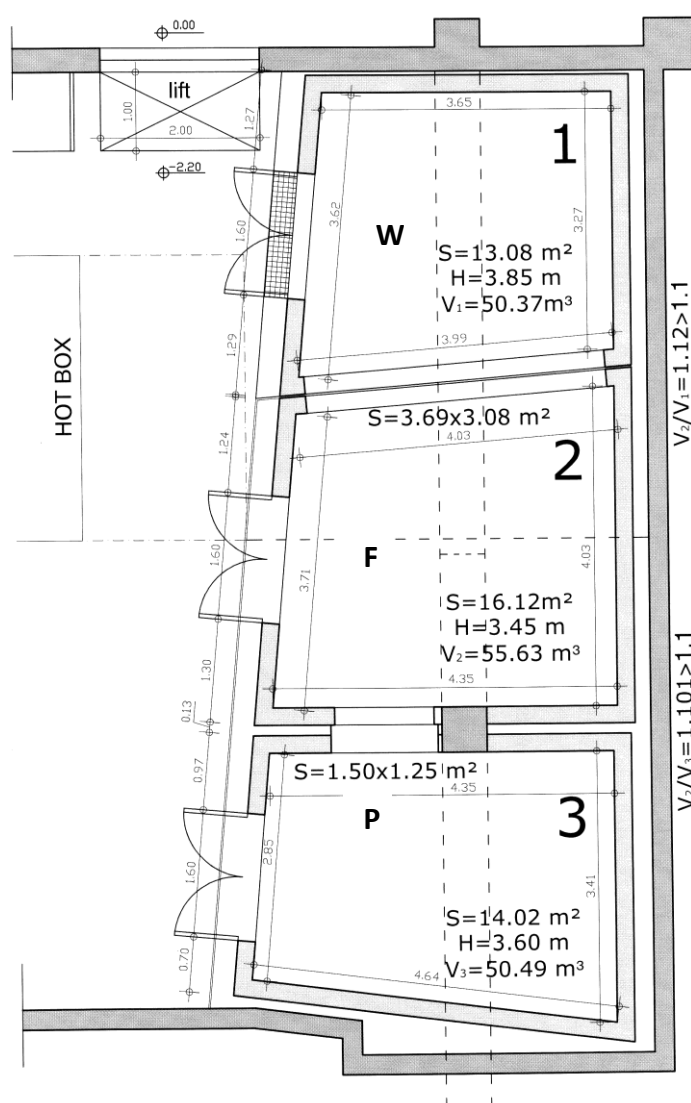 0.00
lift
1.00
2.00
1.27
-2.20
3.65
1
3.62
3.27
1.60
W
S=13.08 m²
H=3.85 m
V₁=50.37m³
3.99
1.29
HOT BOX
V₂/V₁=1.12>1.1
S=3.69x3.08 m²
4.03
2
1.24
1.60
3.71
F
4.03
S=16.12m²
H=3.45 m
V₂=55.63 m³
1.30
4.35
0.13
V₂/V₃=1.101>1.1
0.97
S=1.50x1.25 m²
4.35
P
3
2.85
3.41
1.60
S=14.02 m²
H=3.60 m
V₃=50.49 m³
4.64
0.70